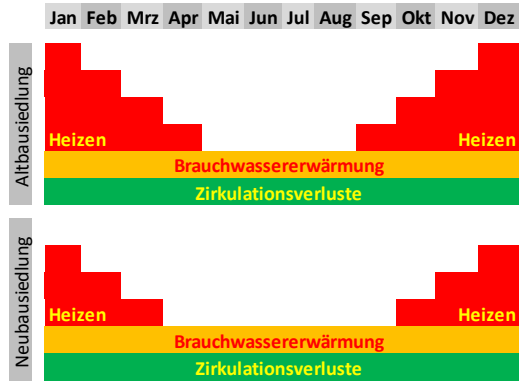 Jan Feb Mrz Apr Mai Jun Jul Aug Sep Okt Nov Dez
Altbausiedlung
Heizen Heizen
Brauchwassererwärmung
Zirkulationsverluste
Neubausiedlung
Heizen Heizen
Brauchwassererwärmung
Zirkulationsverluste